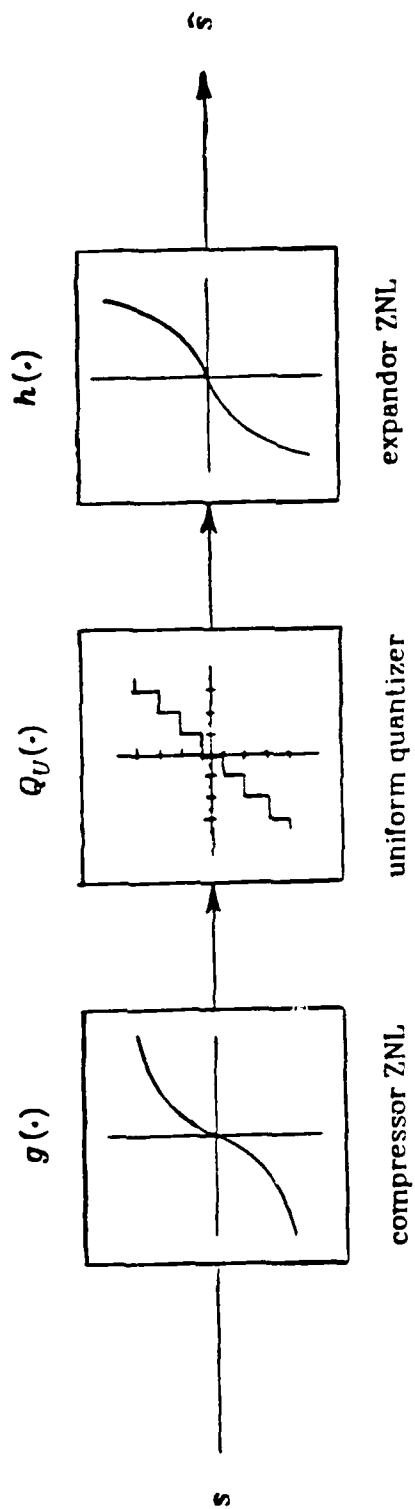 g(·)
Q_U(·)
h(·)
s
ŝ
compressor ZNL
uniform quantizer
expandor ZNL